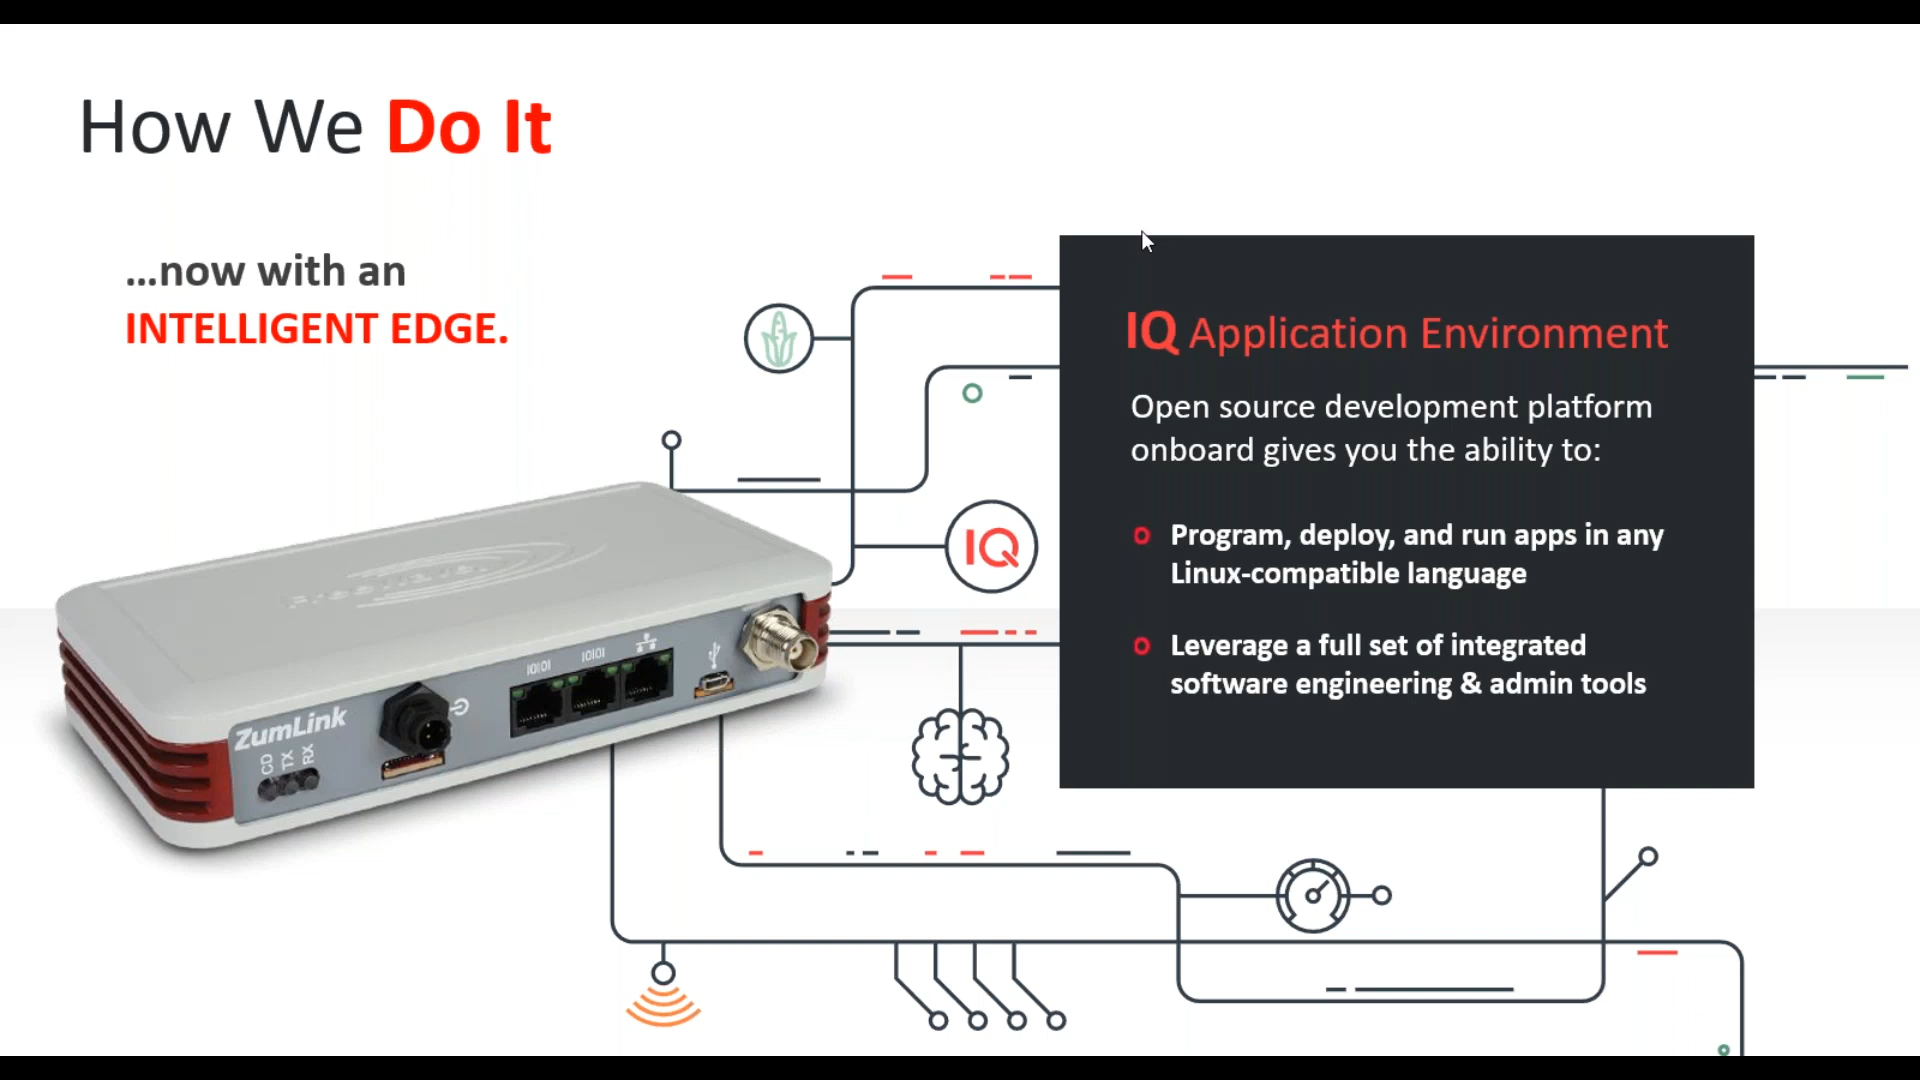 How We Do It
...now with an
INTELLIGENT EDGE.
IQ Application Environment
Open source development platform
onboard gives you the ability to:
Program, deploy, and run apps in any
Linux-compatible language
Leverage a full set of integrated
software engineering & admin tools
IQ
FreeWave
IOIOI
IOIOI
ZumLink
CD
TX
RX